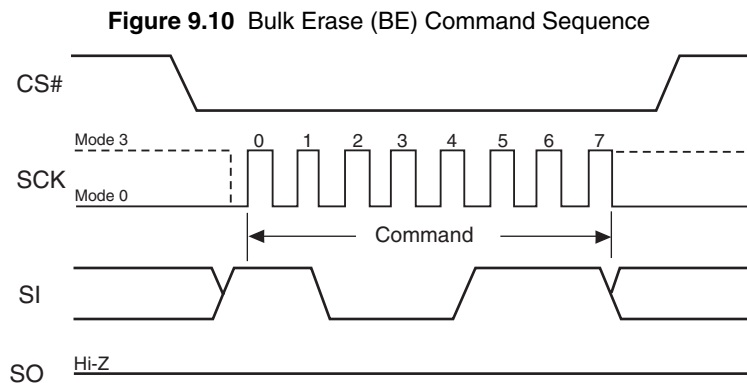 Figure 9.10 Bulk Erase (BE) Command Sequence
CS#
Mode 3
0 1 2 3 4 5 6 7
SCK
Mode 0
Command
SI
Hi-Z
SO